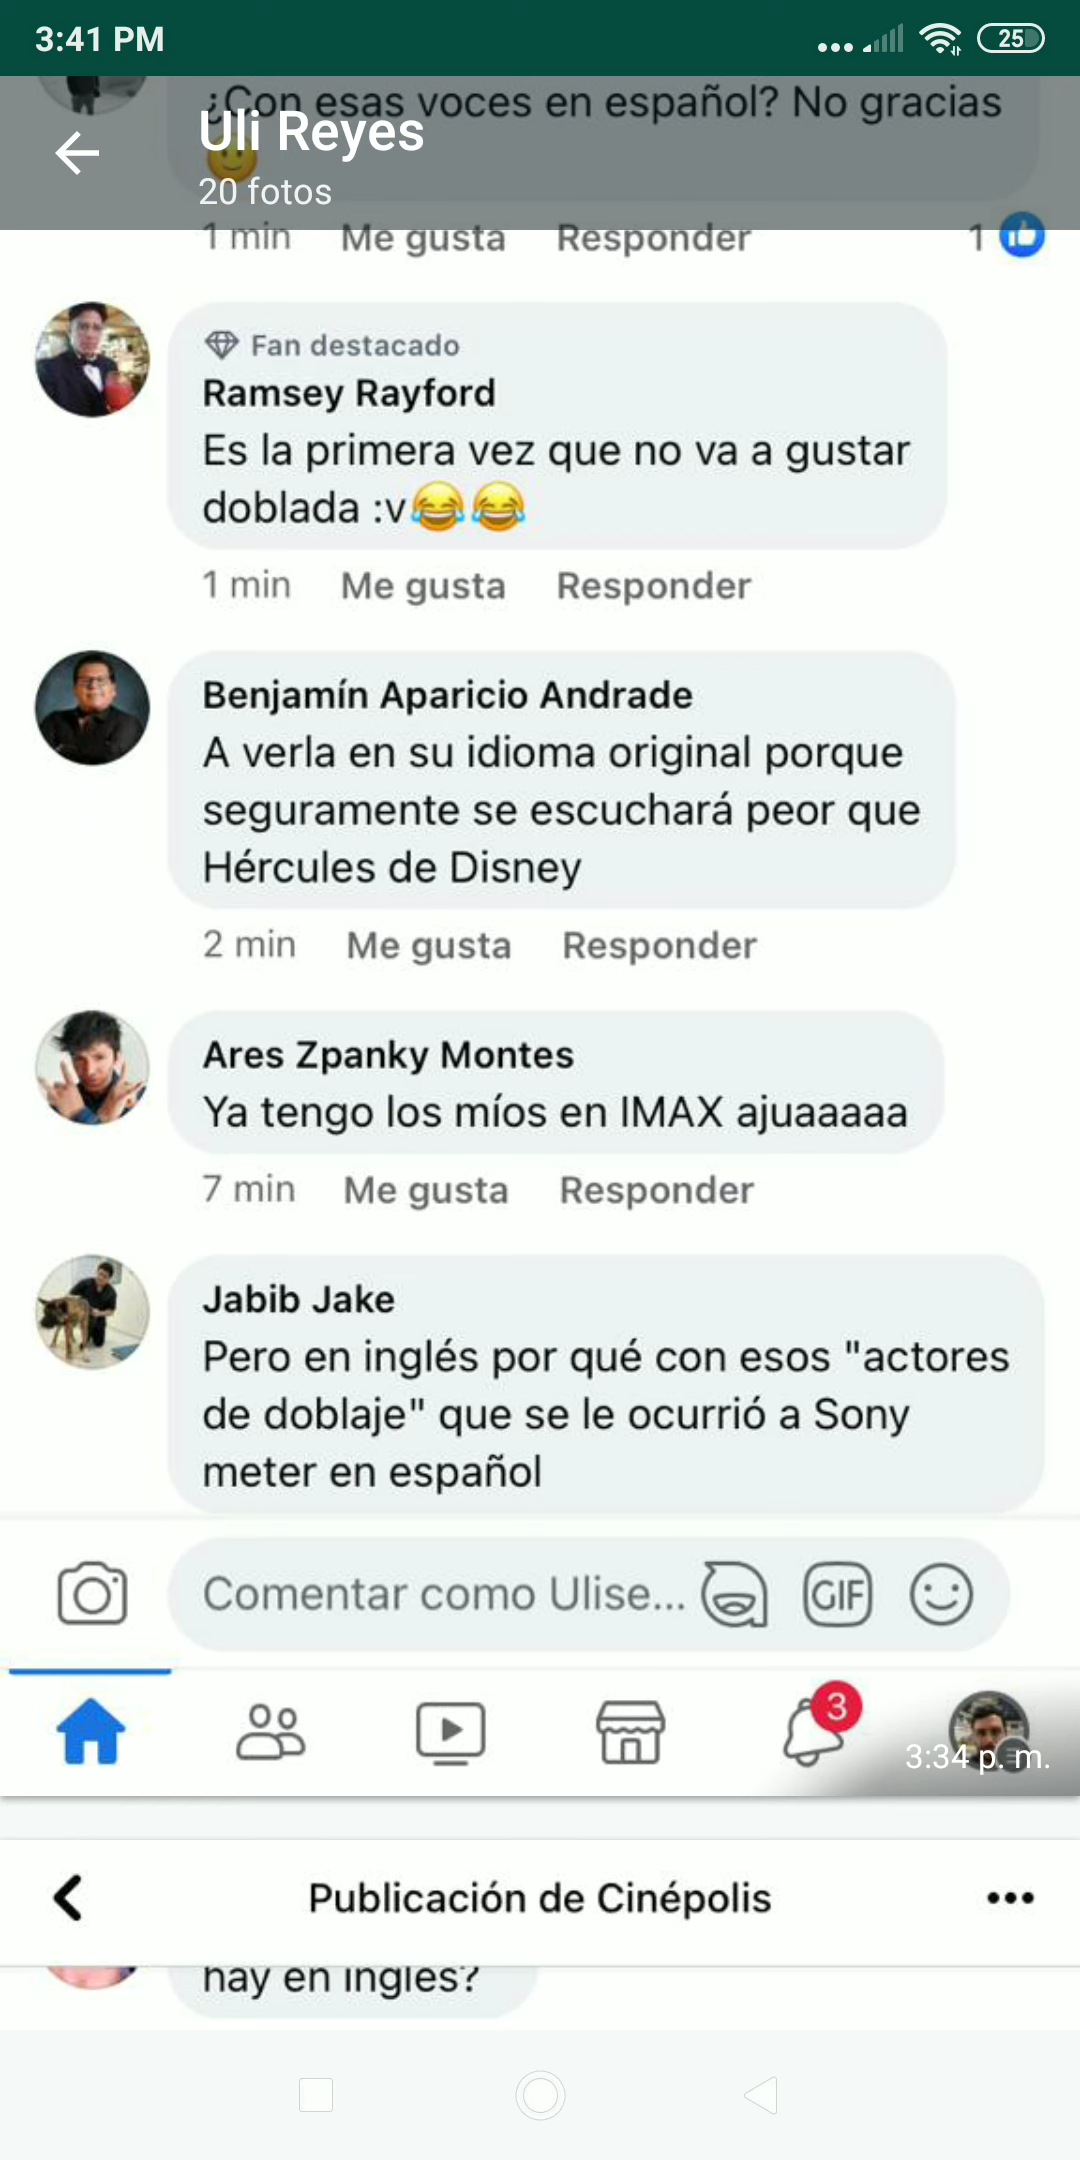 3:41 PM
25
¿Con esas voces en español? No gracias
Uli Reyes
20 fotos
1 min Me gusta Responder 1
Fan destacado
Ramsey Rayford
Es la primera vez que no va a gustar
doblada :v😂😂
1 min Me gusta Responder
Benjamín Aparicio Andrade
A verla en su idioma original porque
seguramente se escuchará peor que
Hércules de Disney
2 min Me gusta Responder
Ares Zpanky Montes
Ya tengo los míos en IMAX ajuaaaaa
7 min Me gusta Responder
Jabib Jake
Pero en inglés por qué con esos "actores
de doblaje" que se le ocurrió a Sony
meter en español
Comentar como Ulise... GIF
3
3:34 p. m.
Publicación de Cinépolis
hay en inglés?